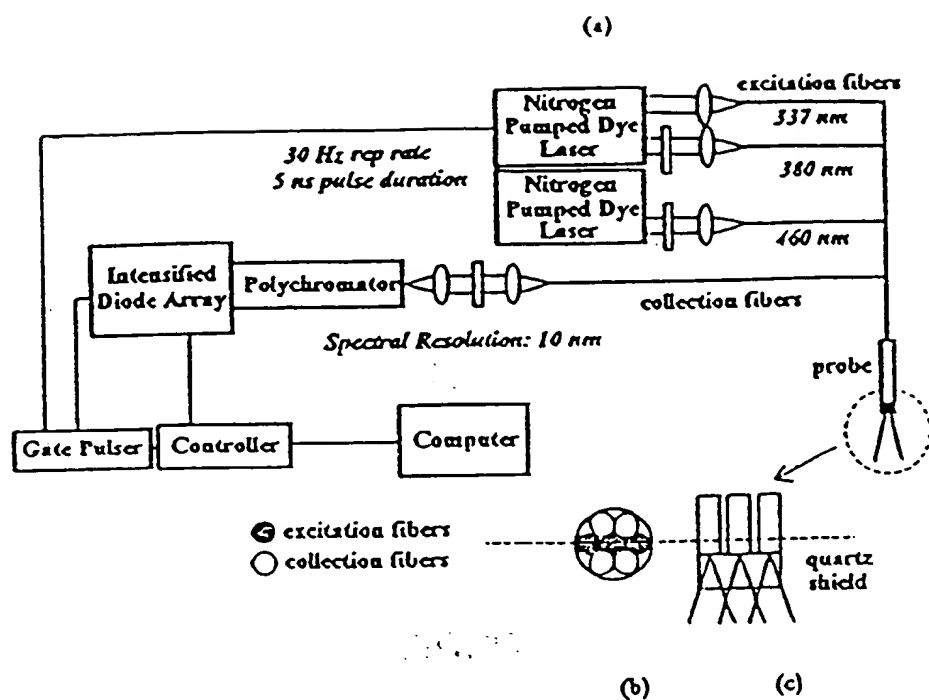 (a)
excitation fibers
Nitrogen
Pumped Dye
Laser
337 nm
30 Hz rep rate
5 ns pulse duration
380 nm
Nitrogen
Pumped Dye
Laser
460 nm
Intensified
Diode Array
Polychromator
collection fibers
Spectral Resolution: 10 nm
probe
Gate Pulser
Controller
Computer
excitation fibers
collection fibers
quartz
shield
(b)
(c)